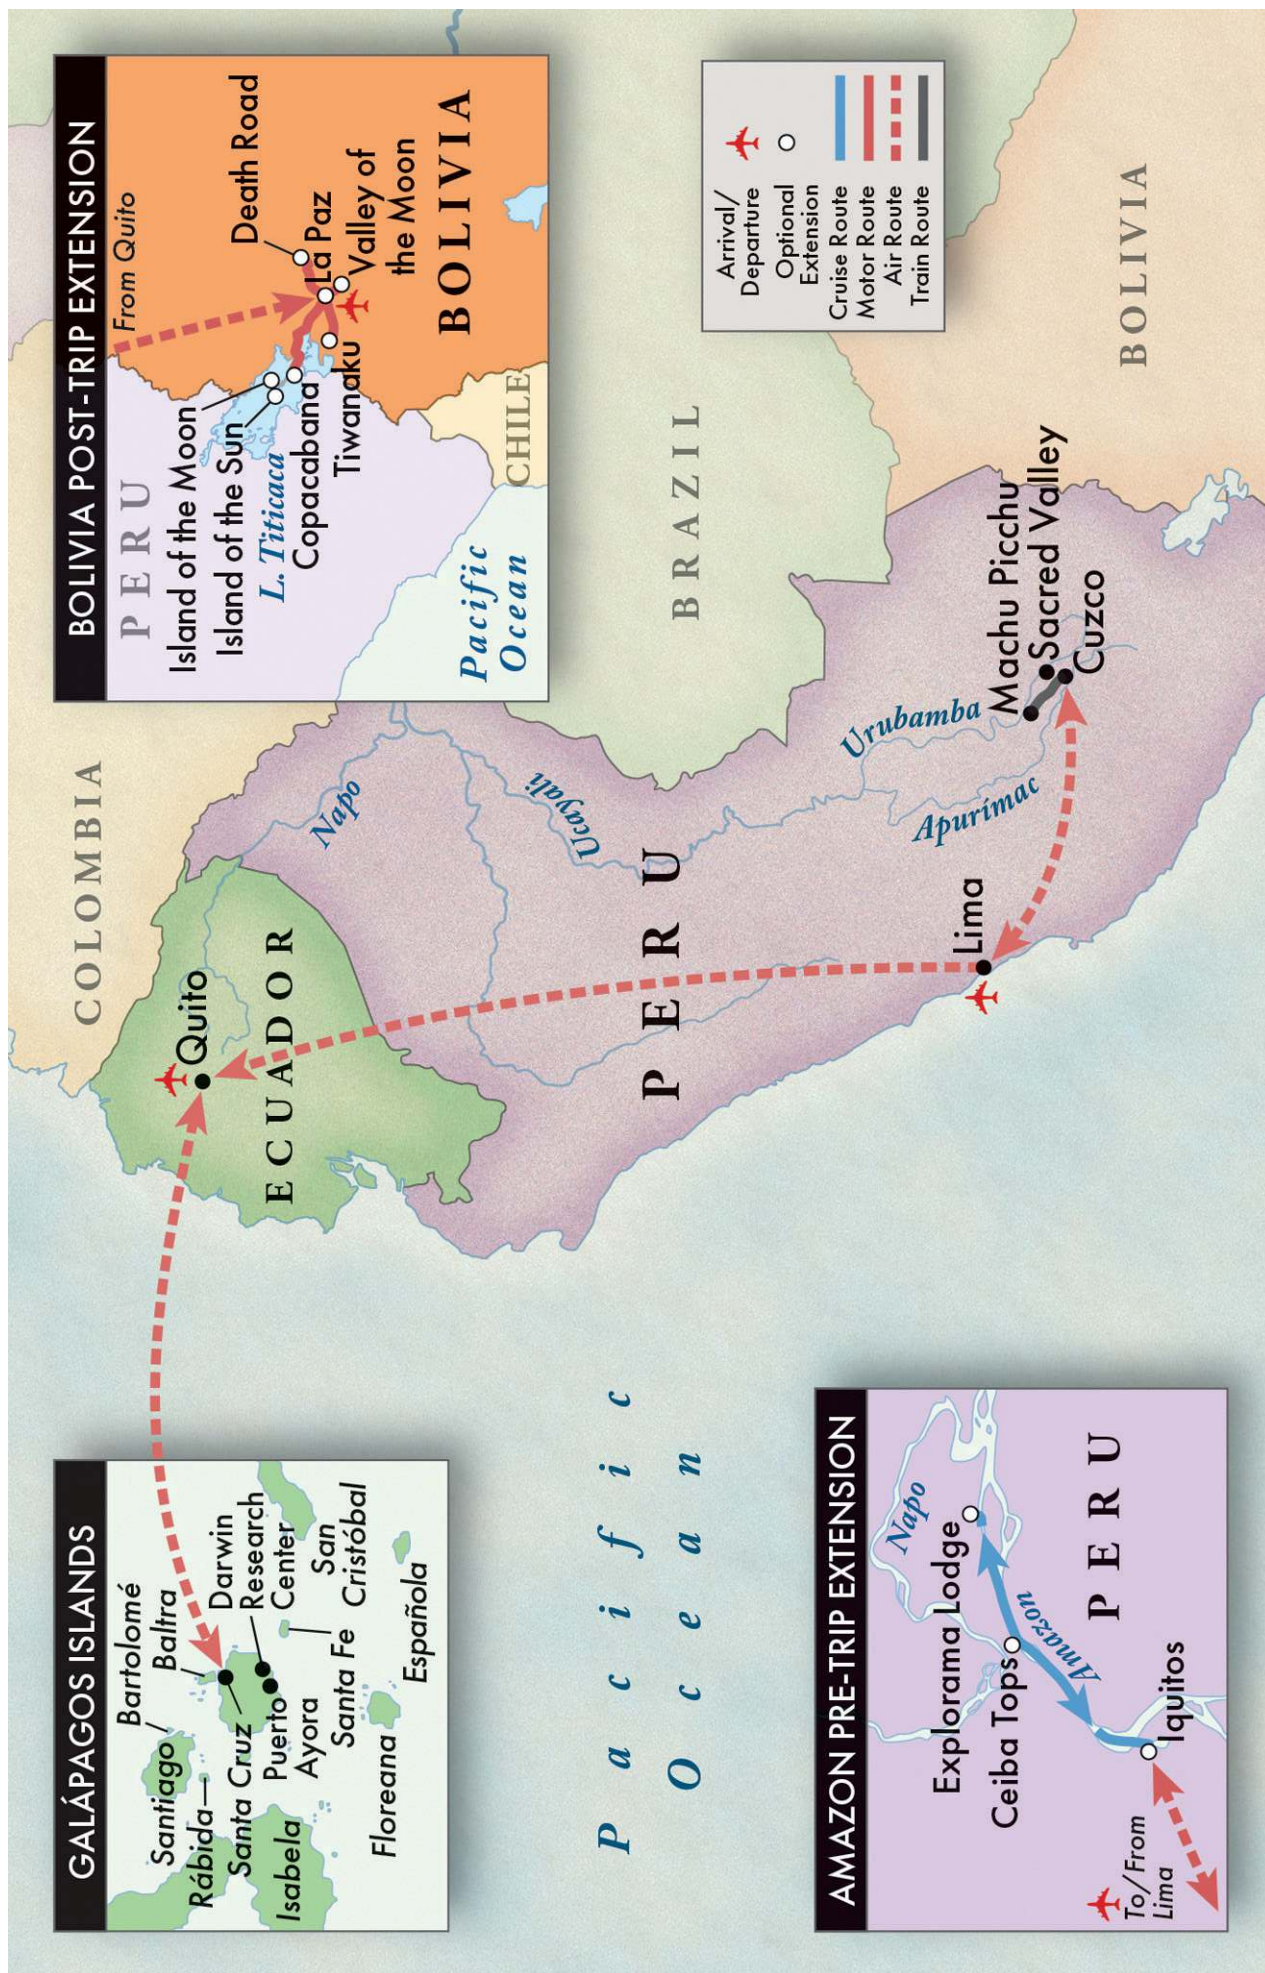 GALÁPAGOS ISLANDS
Bartolomé
Baltra
Santiago
Rábida
Santa Cruz
Isabela
Darwin
Research
Center
Puerto
Ayora
Santa Fe
San
Cristóbal
Floreana
Española
COLOMBIA
Quito
ECUADOR
Napo
BOLIVIA POST-TRIP EXTENSION
From Quito
PERU
Island of the Moon
Island of the Sun
L. Titicaca
Copacabana
Tiwanaku
Death Road
La Paz
Valley of
the Moon
BOLIVIA
CHILE
Pacific
Ocean
Pacific
Ocean
PERU
Ucayali
BRAZIL
Urubamba
Apurímac
Lima
Machu Picchu
Sacred Valley
Cuzco
BOLIVIA
Arrival/
Departure
Optional
Extension
Cruise Route
Motor Route
Air Route
Train Route
AMAZON PRE-TRIP EXTENSION
Napo
Explorama Lodge
Ceiba Tops
Amazon
PERU
Iquitos
To/From
Lima